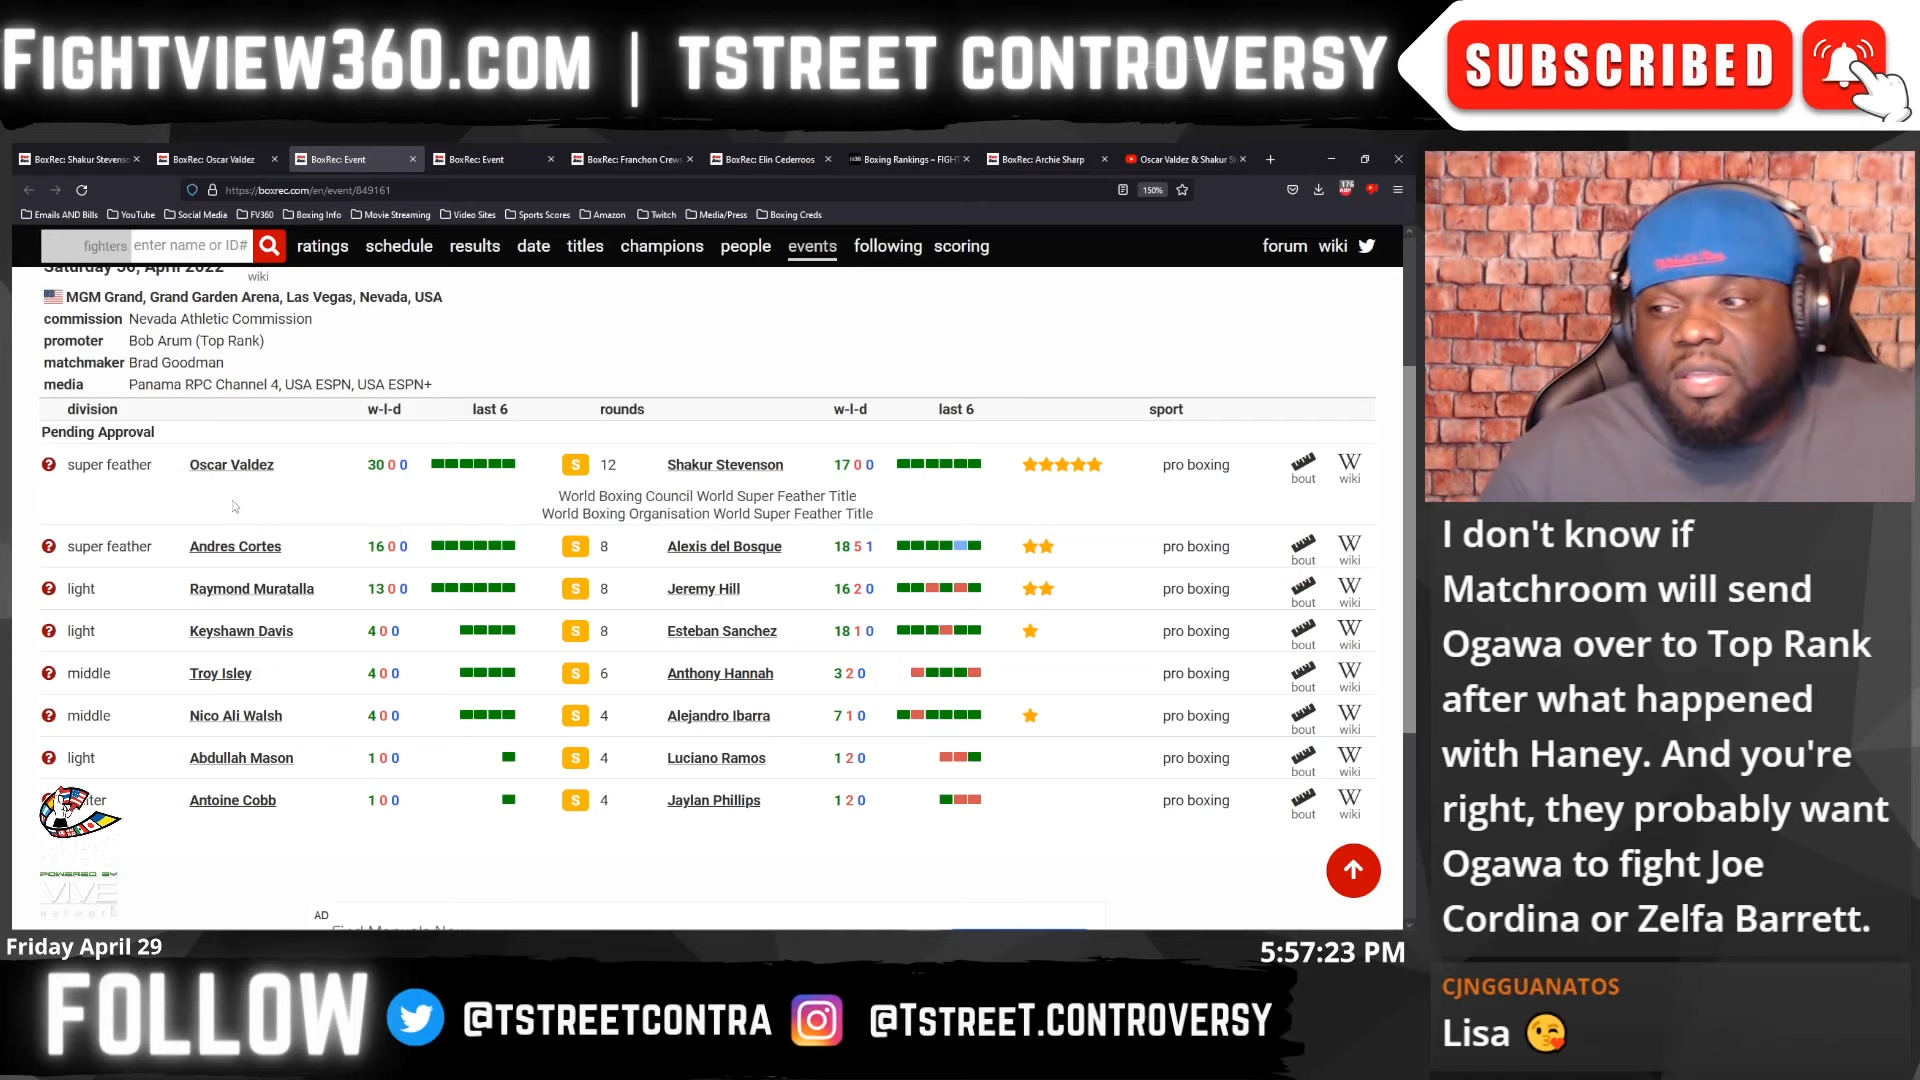 FIGHTVIEW360.COM | TSTREET CONTROVERSY
SUBSCRIBED
BoxRec: Shakur Stevens
BoxRec: Oscar Valdez
BoxRec: Event
BoxRec: Event
BoxRec: Franchon Crews
BoxRec: Elin Cederroos
Boxing Rankings – FIGHT
BoxRec: Archie Sharp
Oscar Valdez & Shakur S
https://boxrec.com/en/event/849161
150%
176
Emails AND Bills YouTube Social Media FV360 Boxing Info Movie Streaming Video Sites Sports Scores Amazon Twitch Media/Press Boxing Creds
fighters enter name or ID# ratings schedule results date titles champions people events following scoring forum wiki
Saturday 30, April 2022
wiki
MGM Grand, Grand Garden Arena, Las Vegas, Nevada, USA
commission Nevada Athletic Commission
promoter Bob Arum (Top Rank)
matchmaker Brad Goodman
media Panama RPC Channel 4, USA ESPN, USA ESPN+
division w-l-d last 6 rounds w-l-d last 6 sport
Pending Approval
super feather Oscar Valdez 30 0 0 S 12 Shakur Stevenson 17 0 0 pro boxing bout W wiki
World Boxing Council World Super Feather Title
World Boxing Organisation World Super Feather Title
super feather Andres Cortes 16 0 0 S 8 Alexis del Bosque 18 5 1 pro boxing bout W wiki
light Raymond Muratalla 13 0 0 S 8 Jeremy Hill 16 2 0 pro boxing bout W wiki
light Keyshawn Davis 4 0 0 S 8 Esteban Sanchez 18 1 0 pro boxing bout W wiki
middle Troy Isley 4 0 0 S 6 Anthony Hannah 3 2 0 pro boxing bout W wiki
middle Nico Ali Walsh 4 0 0 S 4 Alejandro Ibarra 7 1 0 pro boxing bout W wiki
light Abdullah Mason 1 0 0 S 4 Luciano Ramos 1 2 0 pro boxing bout W wiki
lter Antoine Cobb 1 0 0 S 4 Jaylan Phillips 1 2 0 pro boxing bout W wiki
POWERED BY
VIVE
network
AD
I don't know if
Matchroom will send
Ogawa over to Top Rank
after what happened
with Haney. And you're
right, they probably want
Ogawa to fight Joe
Cordina or Zelfa Barrett.
CJNGGUANATOS
Lisa 😘
Friday April 29
5:57:23 PM
FOLLOW
@TSTREETCONTRA
@TSTREET.CONTROVERSY